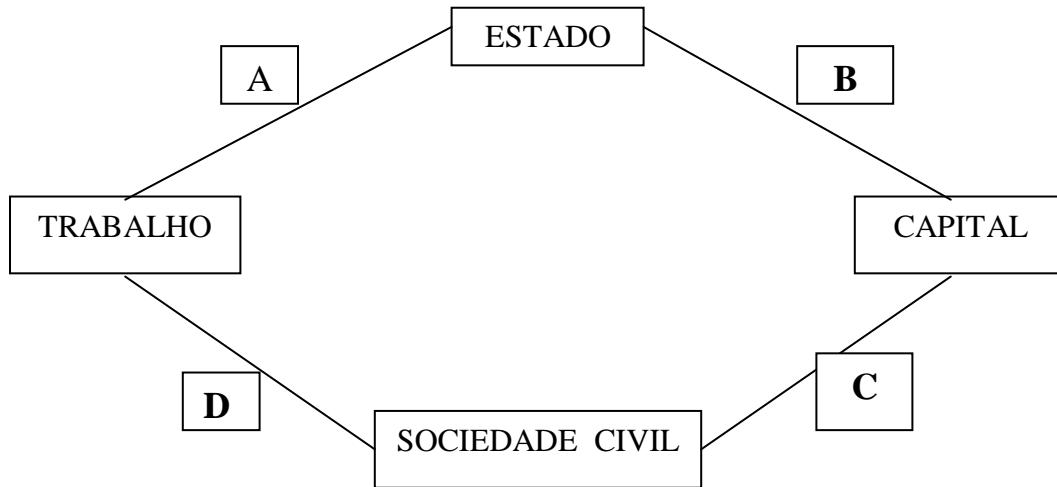 ESTADO
A
B
TRABALHO
CAPITAL
D
C
SOCIEDADE CIVIL